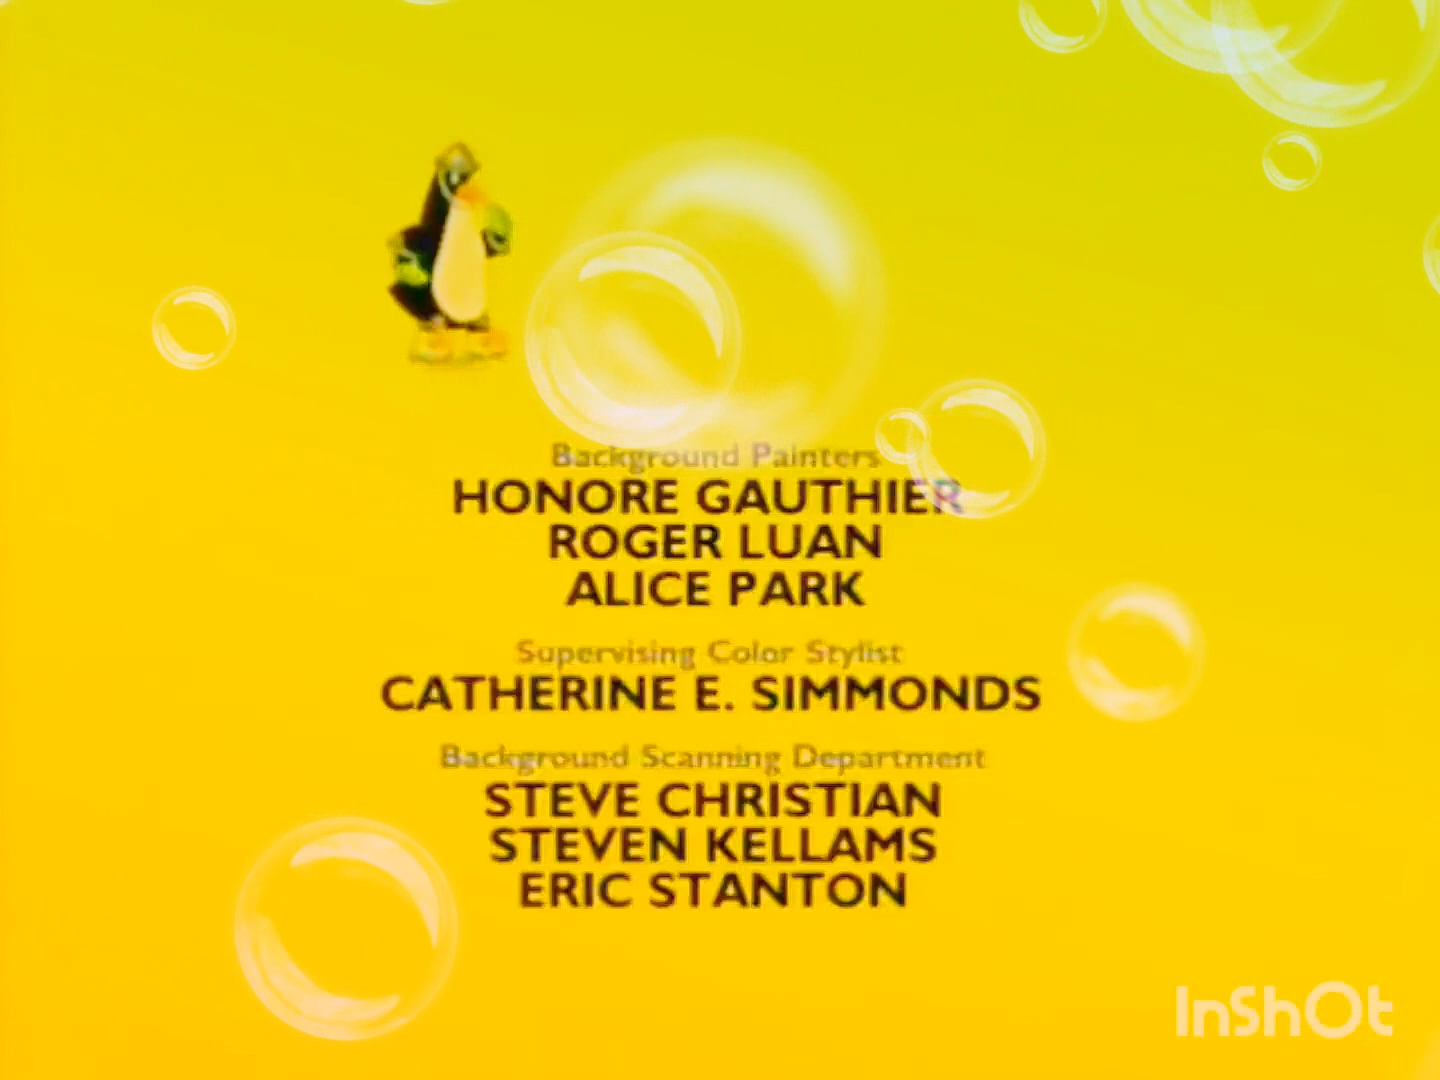 Background Painters
HONORE GAUTHIER
ROGER LUAN
ALICE PARK
Supervising Color Stylist
CATHERINE E. SIMMONDS
Background Scanning Department
STEVE CHRISTIAN
STEVEN KELLAMS
ERIC STANTON
InShOt